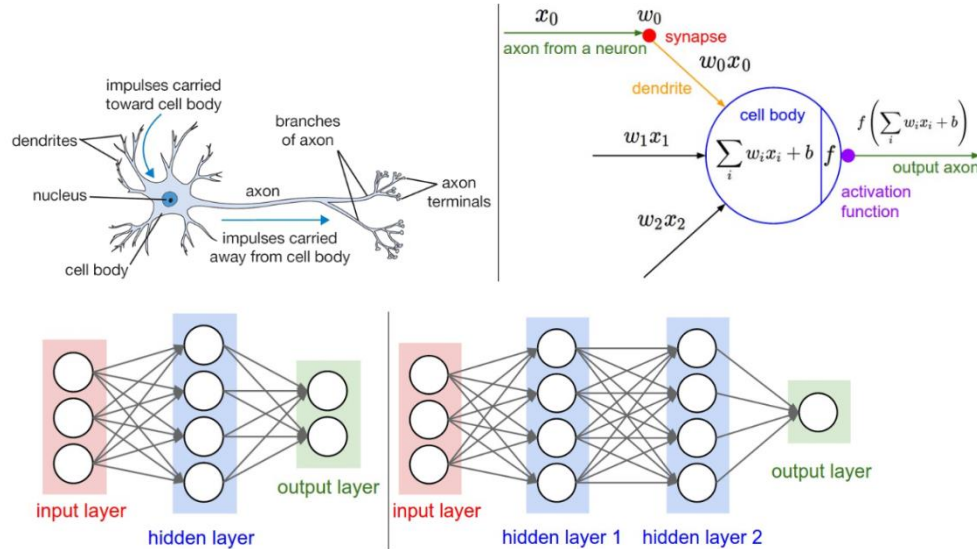 impulses carried
toward cell body
dendrites
nucleus
cell body
axon
impulses carried
away from cell body
branches
of axon
axon
terminals
x₀
w₀
axon from a neuron
synapse
w₀x₀
dendrite
w₁x₁
w₂x₂
cell body
∑ᵢ wᵢxᵢ + b
f
f(∑ᵢ wᵢxᵢ + b)
output axon
activation
function
input layer
hidden layer
output layer
input layer
hidden layer 1
hidden layer 2
output layer